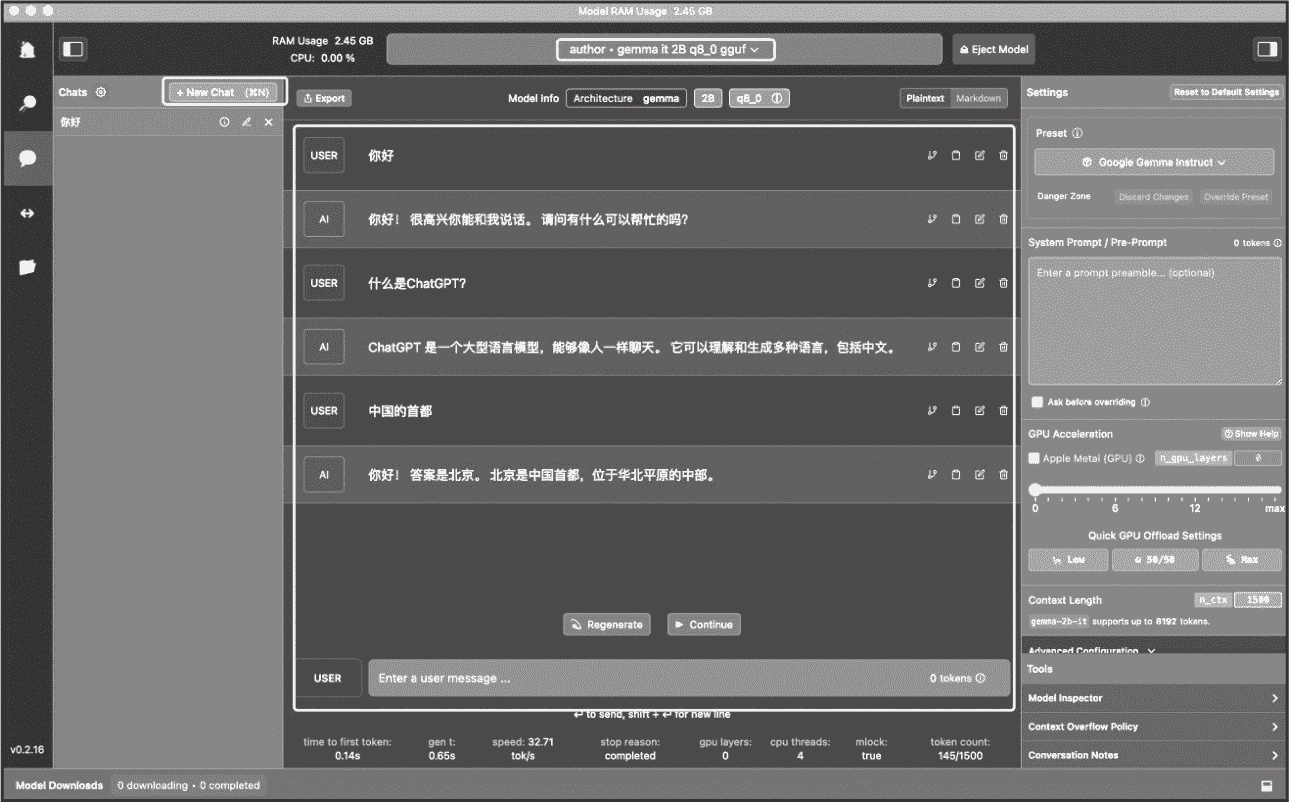 Model RAM Usage 2.45 GB
RAM Usage 2.45 GB
CPU: 0.00 %
author • gemma it 2B q8_0 gguf
Eject Model
Chats
+ New Chat (⌘N)
你好
Export
Model Info
Architecture gemma
2B
q8_0
Plaintext
Markdown
USER
你好
AI
你好! 很高兴你能和我说话。 请问有什么可以帮忙的吗?
USER
什么是ChatGPT?
AI
ChatGPT 是一个大型语言模型，能够像人一样聊天。 它可以理解和生成多种语言，包括中文。
USER
中国的首都
AI
你好! 答案是北京。 北京是中国首都，位于华北平原的中部。
Regenerate
Continue
USER
Enter a user message ...
0 tokens
↩ to send, shift + ↩ for new line
time to first token:
0.14s
gen t:
0.65s
speed: 32.71
tok/s
stop reason:
completed
gpu layers:
0
cpu threads:
4
mlock:
true
token count:
145/1500
Settings
Reset to Default Settings
Preset
Google Gemma Instruct
Danger Zone
Discard Changes
Override Preset
System Prompt / Pre-Prompt
0 tokens
Enter a prompt preamble... (optional)
Ask before overriding
GPU Acceleration
Show Help
Apple Metal (GPU)
n_gpu_layers
0
0 6 12 max
Quick GPU Offload Settings
Low
50/50
Max
Context Length
n_ctx
1500
gemma-2b-it supports up to 8192 tokens.
Advanced Configuration
Tools
Model Inspector
Context Overflow Policy
Conversation Notes
v0.2.16
Model Downloads
0 downloading • 0 completed